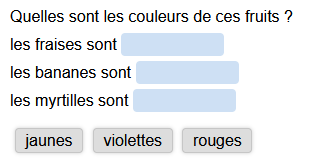 Quelles sont les couleurs de ces fruits ?
les fraises sont
les bananes sont
les myrtilles sont
jaunes violettes rouges